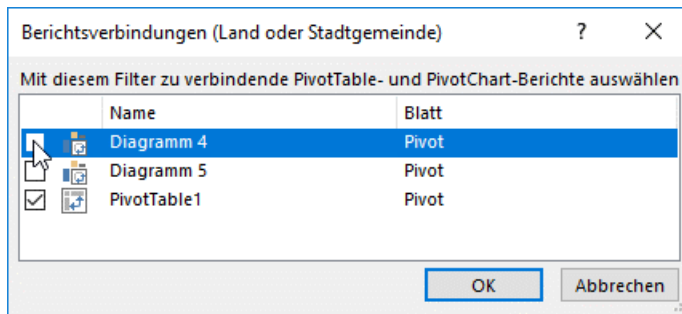 Berichtsverbindungen (Land oder Stadtgemeinde) ?
Mit diesem Filter zu verbindende PivotTable- und PivotChart-Berichte auswählen
Name Blatt
Diagramm 4 Pivot
Diagramm 5 Pivot
PivotTable1 Pivot
OK Abbrechen